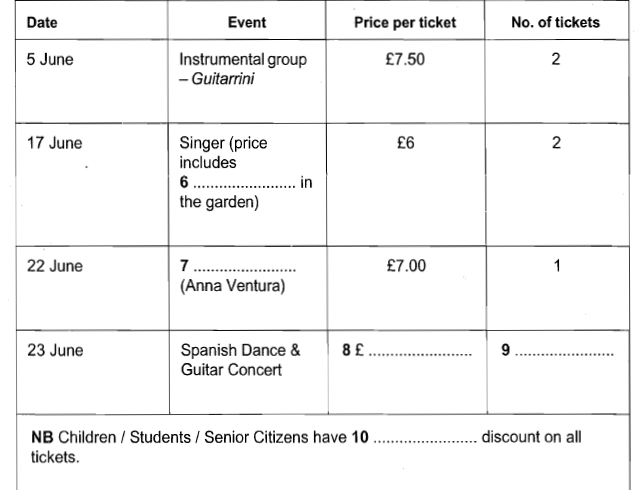 Date Event Price per ticket No. of tickets
5 June Instrumental group £7.50 2
– Guitarrini
17 June Singer (price £6 2
includes
6 ........................ in
the garden)
22 June 7 ........................ £7.00 1
(Anna Ventura)
23 June Spanish Dance & 8 £ ........................ 9 .......................
Guitar Concert
NB Children / Students / Senior Citizens have 10 ........................ discount on all
tickets.